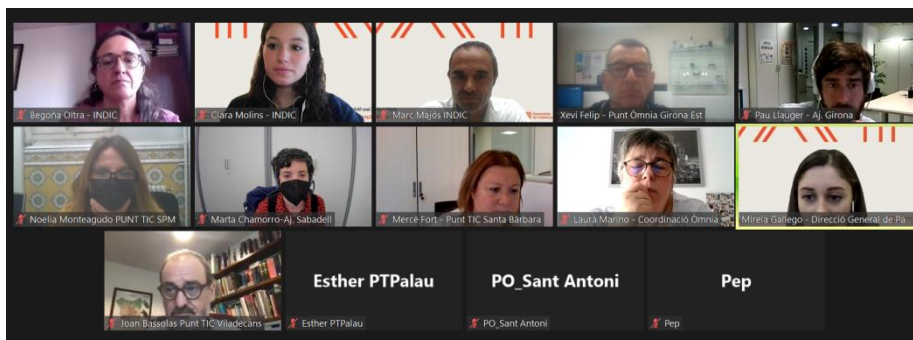 Begoña Oltra - INDIC
Clara Molins - INDIC
Marc Majós INDIC
Xevi Felip - Punt Òmnia Girona Est
Pau Llauger - Aj. Girona
Noelia Monteagudo PUNT TIC SPM
Marta Chamorro-Aj. Sabadell
Mercè Fort - Punt TIC Santa Bàrbara
Laura Marino - Coordinació Òmnia
Mireia Gallego - Direcció General de Pa...
Joan Bassolas Punt TIC Viladecans
Esther PTPalau
Esther PTPalau
PO_Sant Antoni
PO_Sant Antoni
Pep
Pep